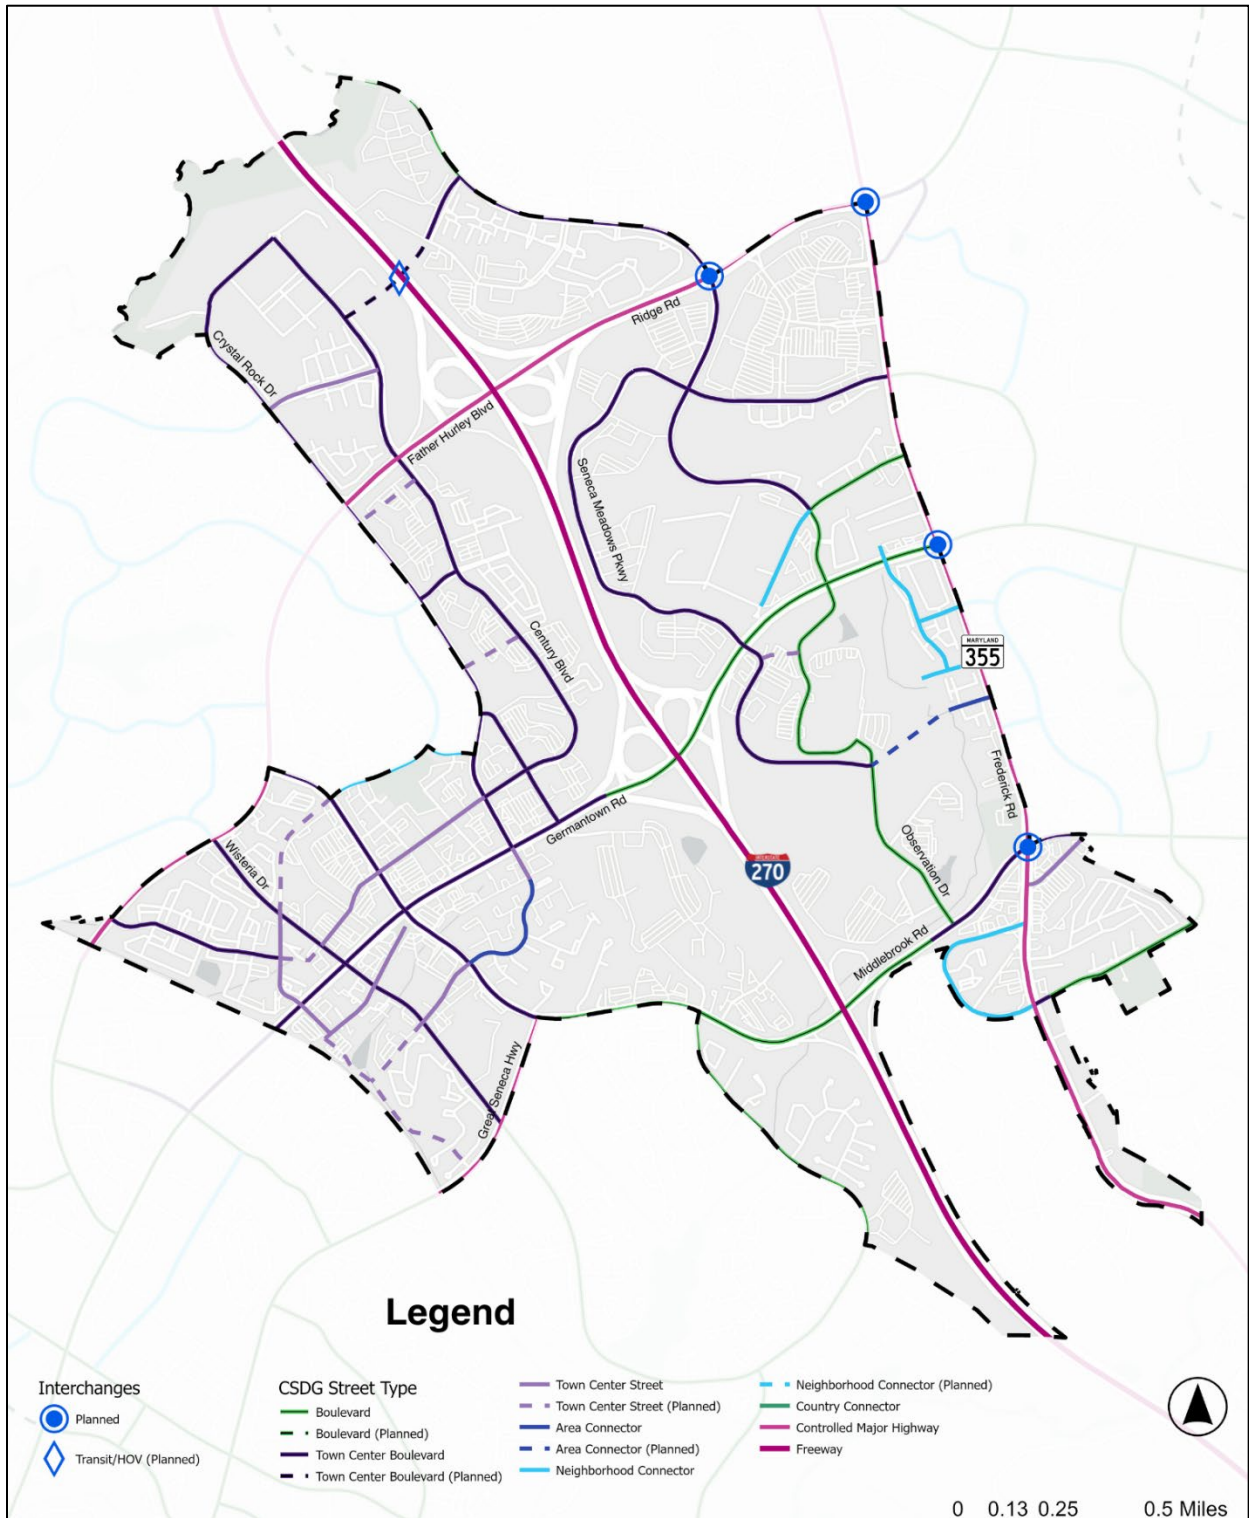 Crystal Rock Dr
Ridge Rd
Father Hurley Blvd
Seneca Meadows Pkwy
Century Blvd
MARYLAND
355
Germantown Rd
Frederick Rd
Wisteria Dr
INTERSTATE
270
Observation Dr
Middlebrook Rd
Great Seneca Hwy
Legend
Interchanges
Planned
Transit/HOV (Planned)
CSDG Street Type
Boulevard
Boulevard (Planned)
Town Center Boulevard
Town Center Boulevard (Planned)
Town Center Street
Town Center Street (Planned)
Area Connector
Area Connector (Planned)
Neighborhood Connector
Neighborhood Connector (Planned)
Country Connector
Controlled Major Highway
Freeway
0 0.13 0.25 0.5 Miles